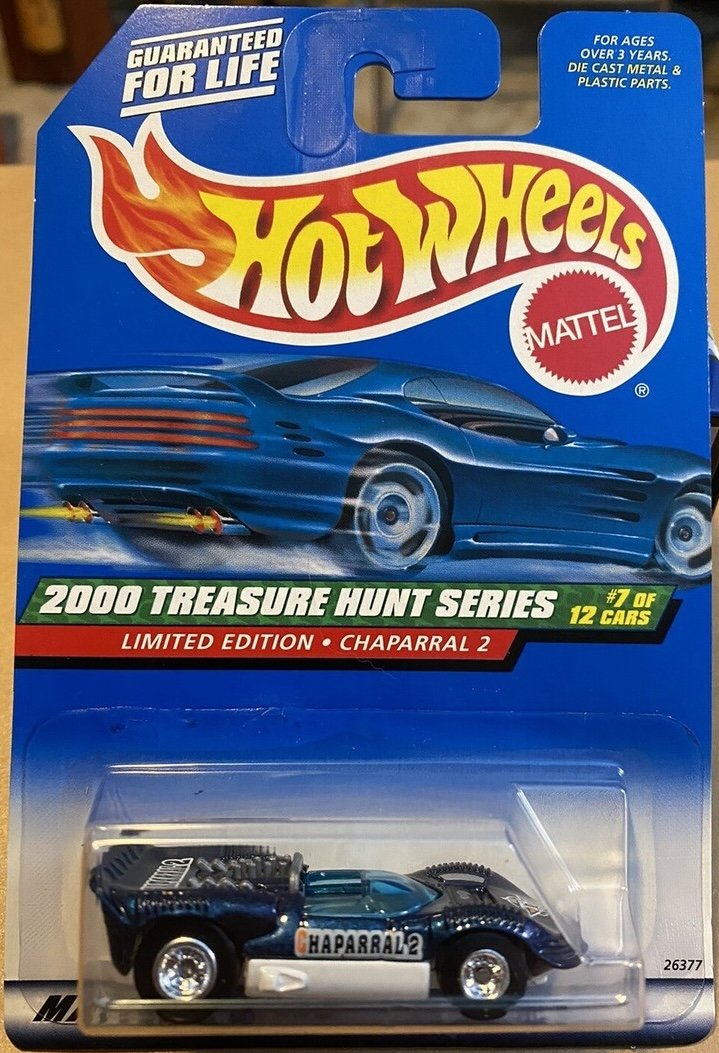 GUARANTEED
FOR LIFE
FOR AGES
OVER 3 YEARS.
DIE CAST METAL &
PLASTIC PARTS.
HOT WHEELS
MATTEL
®
2000 TREASURE HUNT SERIES
#7 OF
12 CARS
LIMITED EDITION • CHAPARRAL 2
CHAPARRAL 2
26377